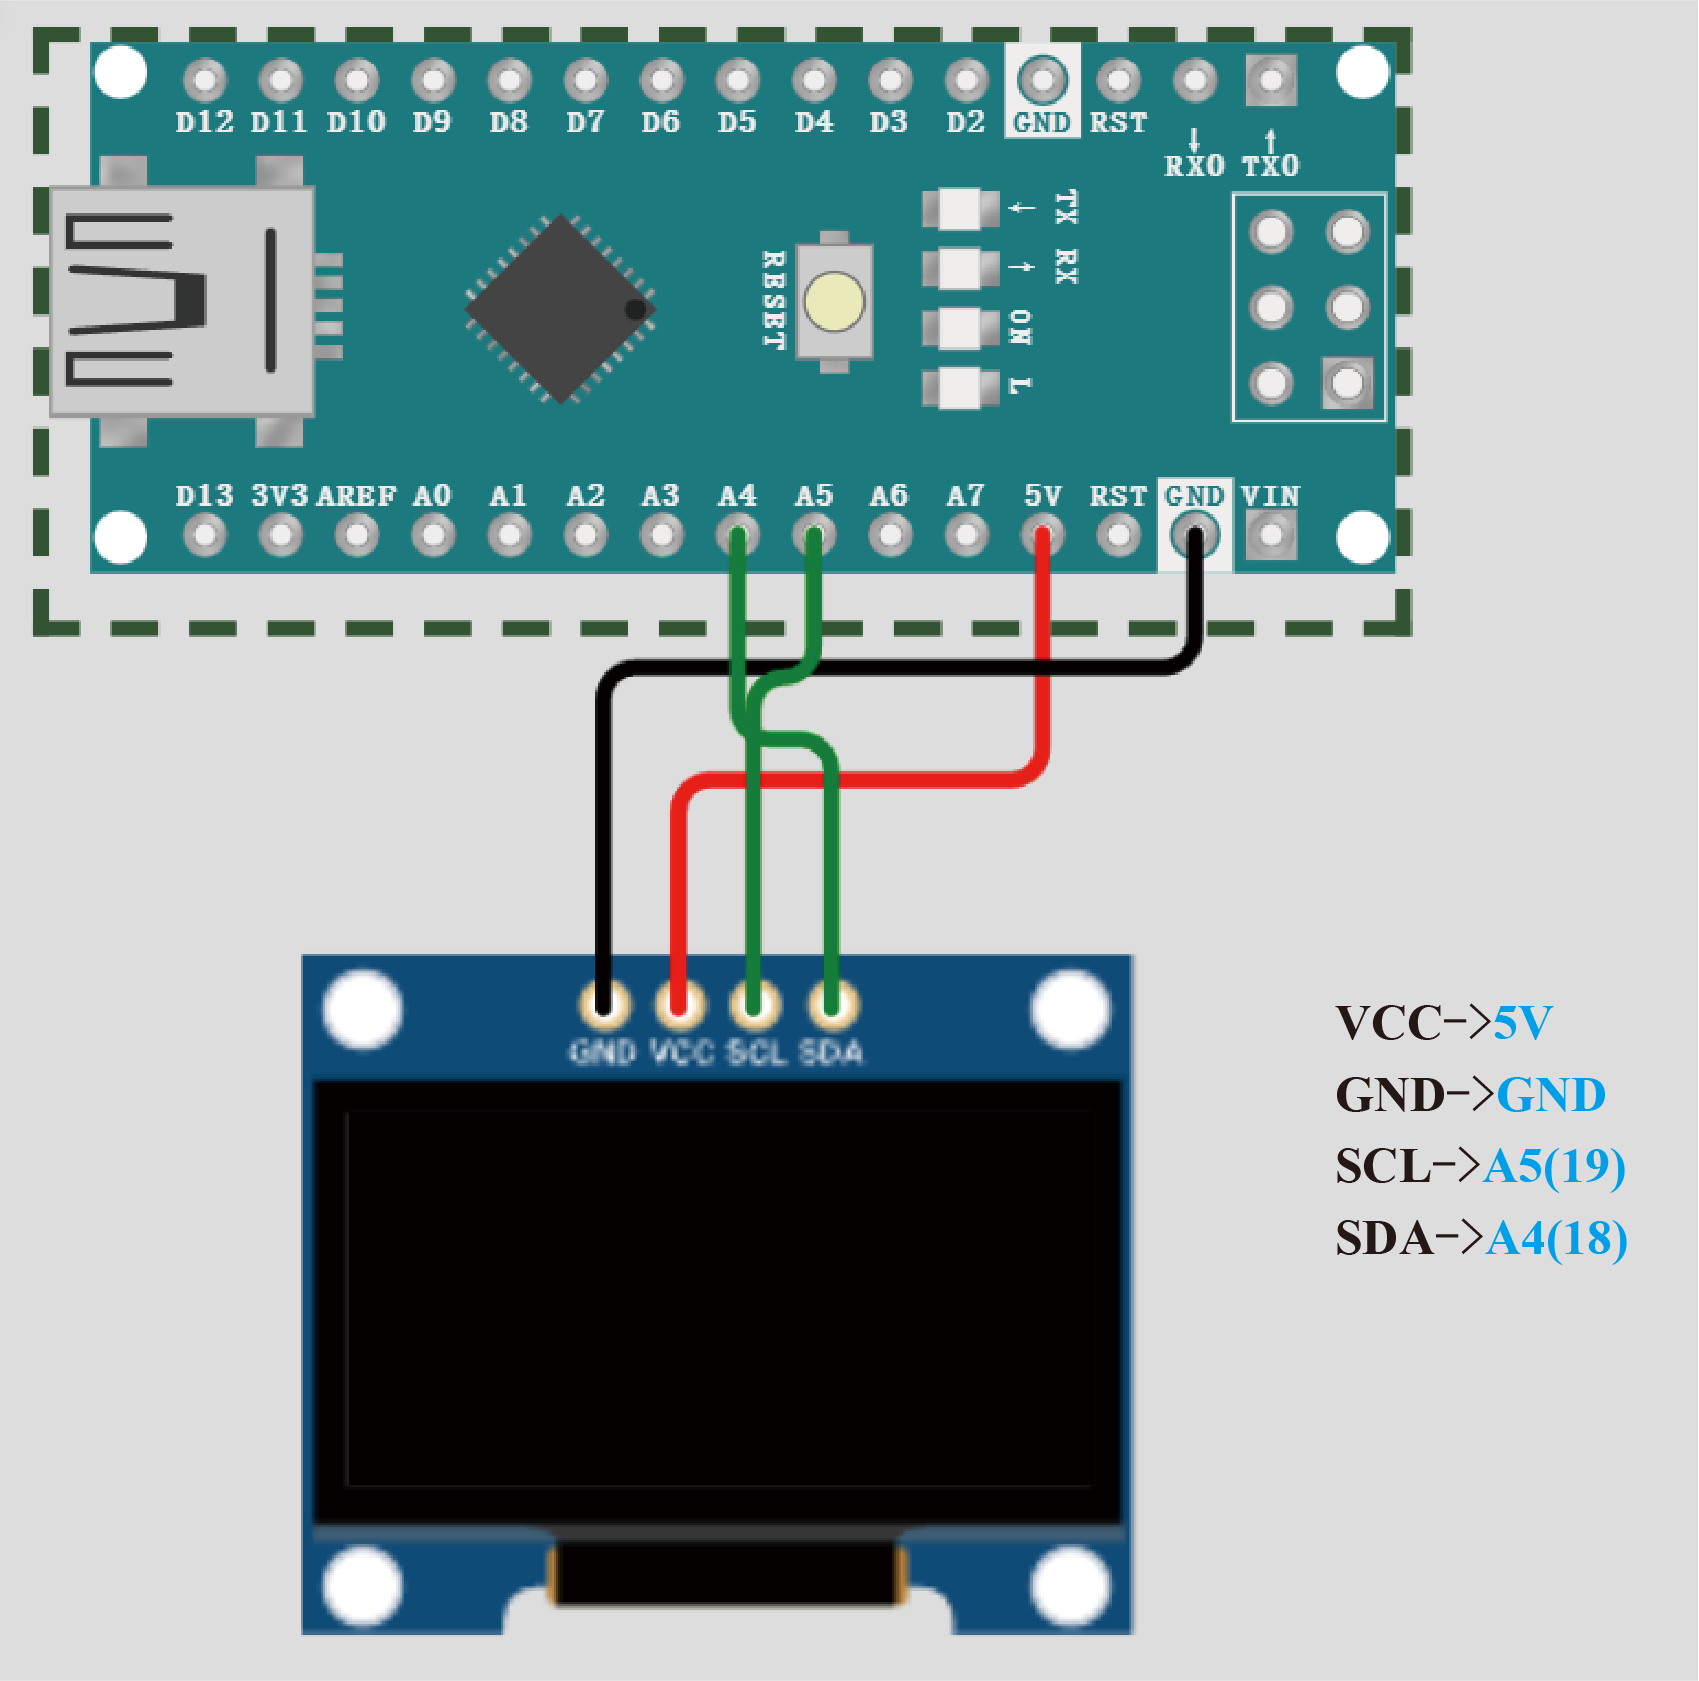 D12 D11 D10 D9 D8 D7 D6 D5 D4 D3 D2 GND RST
RX0 TX0
TX
RX
RESET
ON
L
D13 3V3 AREF A0 A1 A2 A3 A4 A5 A6 A7 5V RST GND VIN
GND VCC SCL SDA
VCC->5V
GND->GND
SCL->A5(19)
SDA->A4(18)